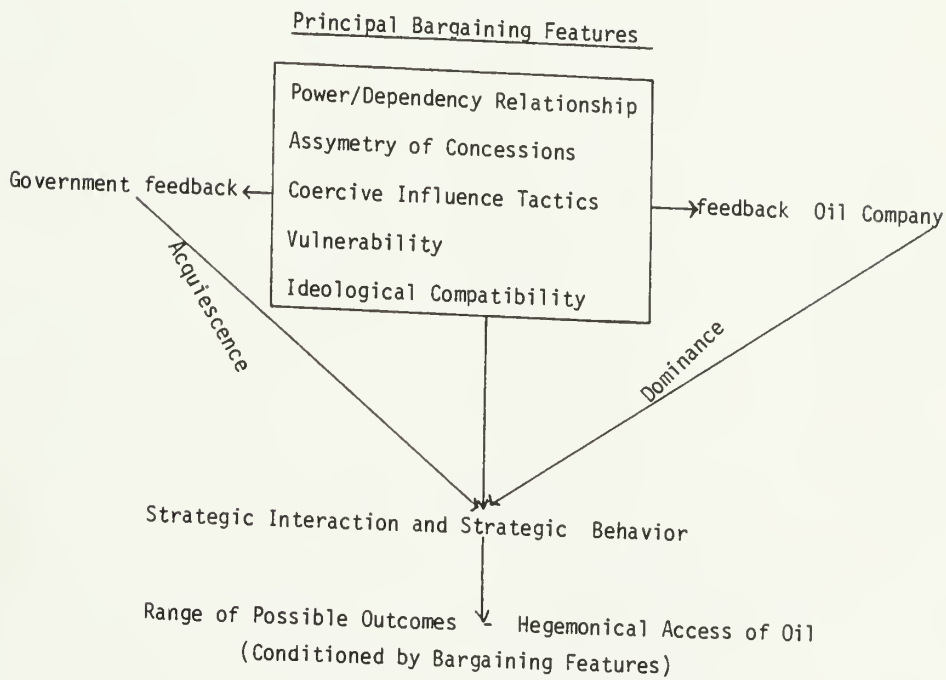 Principal Bargaining Features
Power/Dependency Relationship
Assymetry of Concessions
Government feedback
Coercive Influence Tactics
feedback Oil Company
Vulnerability
Ideological Compatibility
Acquiescence
Dominance
Strategic Interaction and Strategic Behavior
Range of Possible Outcomes - Hegemonical Access of Oil
(Conditioned by Bargaining Features)